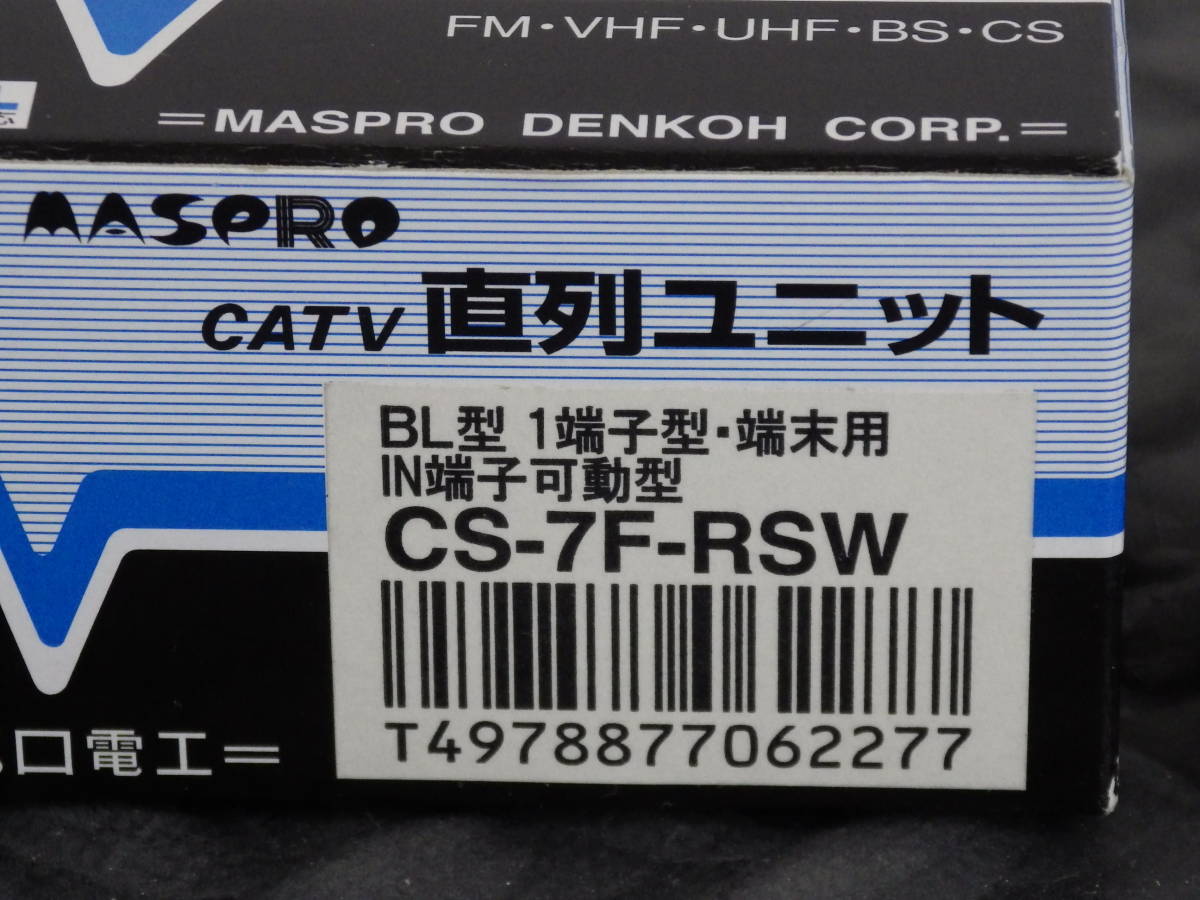 FM・VHF・UHF・BS・CS
=MASPRO DENKOH CORP.=
MASPRO
CATV 直列ユニット
BL型 1端子型・端末用
IN端子可動型
CS-7F-RSW
T4978877062277
口電工=